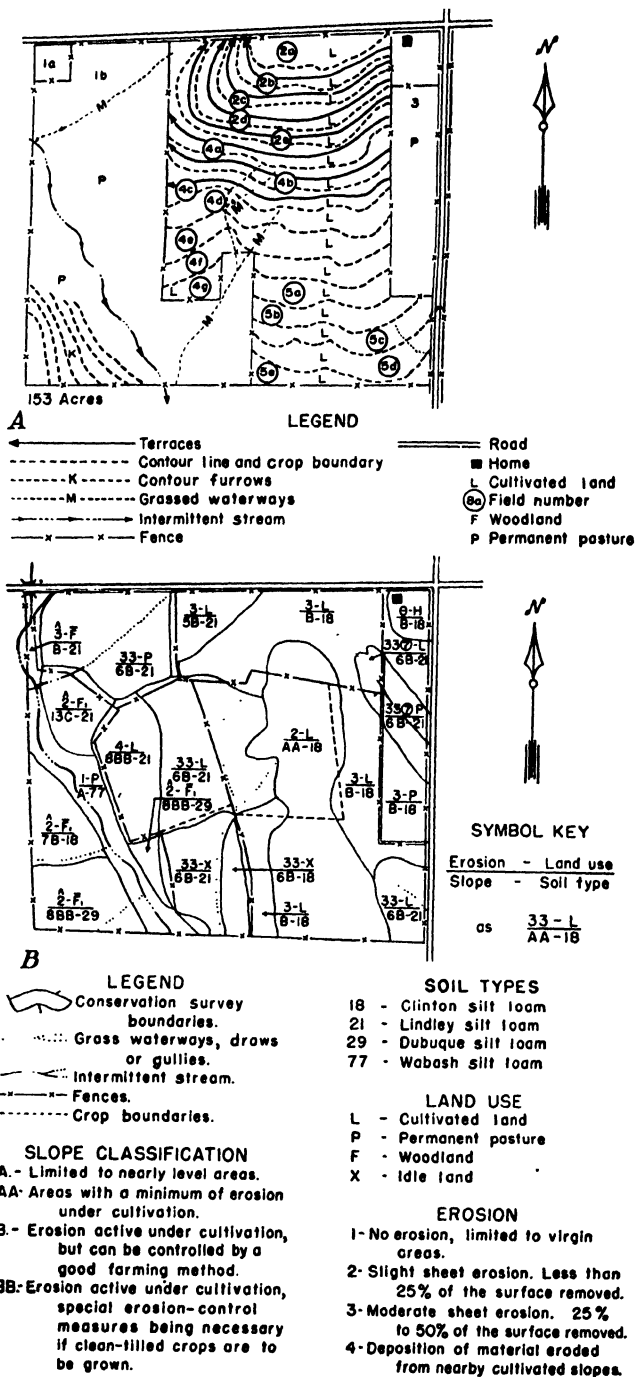 1a
1b
M
P
P
K
153 Acres
2a
L
2b
L
2c
L
2d
L
2e
L
3
P
4a
L
4b
L
4c
4d
M
M
L
4e
4f
4g
L
M
5a
5b
5c
5d
5e
L
N
A
LEGEND
Terraces
Contour line and crop boundary
K Contour furrows
M Grassed waterways
Intermittent stream
Fence
Road
Home
L Cultivated land
8a Field number
F Woodland
P Permanent pasture
3-F
B-21
33-P
6B-21
3-L
5B-21
3-L
B-18
0-H
B-18
6B-21
6B-21
2-F₁
13C-21
4-L
8BB-21
33-L
6B-21
2-L
AA-18
1-P
A-77
2-F₁
8BB-29
3-L
B-18
3-P
B-18
7B-18
33-X
6B-21
33-X
6B-18
2-F₁
8BB-29
3-L
B-18
33-L
6B-21
N
SYMBOL KEY
Erosion - Land use
Slope - Soil type
as 33-L
AA-18
B
LEGEND
Conservation survey
boundaries.
Grass waterways, draws
or gullies.
Intermittent stream.
Fences.
Crop boundaries.
SLOPE CLASSIFICATION
A.- Limited to nearly level areas.
AA- Areas with a minimum of erosion
under cultivation.
B.- Erosion active under cultivation,
but can be controlled by a
good farming method.
BB.- Erosion active under cultivation,
special erosion-control
measures being necessary
if clean-tilled crops are to
be grown.
SOIL TYPES
18 - Clinton silt loam
21 - Lindley silt loam
29 - Dubuque silt loam
77 - Wabash silt loam
LAND USE
L - Cultivated land
P - Permanent pasture
F - Woodland
X - Idle land
EROSION
1-No erosion, limited to virgin
areas.
2-Slight sheet erosion. Less than
25% of the surface removed.
3-Moderate sheet erosion. 25%
to 50% of the surface removed.
4-Deposition of material eroded
from nearby cultivated slopes.